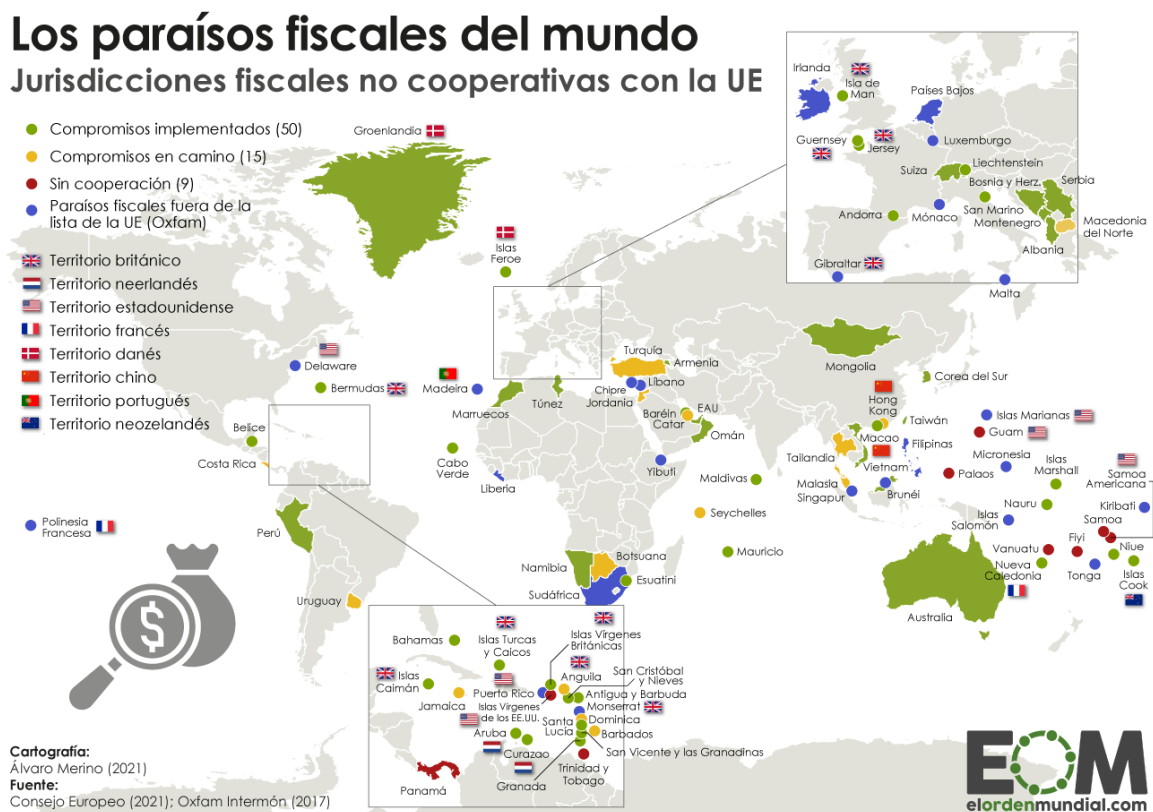 Los paraísos fiscales del mundo
Jurisdicciones fiscales no cooperativas con la UE
Compromisos implementados (50)
Compromisos en camino (15)
Sin cooperación (9)
Paraísos fiscales fuera de la
lista de la UE (Oxfam)
Territorio británico
Territorio neerlandés
Territorio estadounidense
Territorio francés
Territorio danés
Territorio chino
Territorio portugués
Territorio neozelandés
Groenlandia
Islas
Feroe
Irlanda
Isla de
Man
Países Bajos
Guernsey
Jersey
Luxemburgo
Suiza
Liechtenstein
Bosnia y Herz.
Serbia
Andorra
Mónaco
San Marino
Montenegro
Macedonia
del Norte
Albania
Gibraltar
Malta
Delaware
Bermudas
Madeira
Marruecos
Túnez
Turquía
Armenia
Chipre
Líbano
Jordania
Baréin
Catar
EAU
Omán
Mongolia
Corea del Sur
Hong
Kong
Macao
Taiwán
Tailandia
Vietnam
Filipinas
Malasia
Singapur
Brunéi
Islas Marianas
Guam
Micronesia
Palaos
Islas
Marshall
Samoa
Americana
Nauru
Kiribati
Islas
Salomón
Samoa
Vanuatu
Fiyi
Niue
Nueva
Caledonia
Tonga
Islas
Cook
Australia
Belice
Costa Rica
Cabo
Verde
Liberia
Yibuti
Maldivas
Seychelles
Mauricio
Polinesia
Francesa
Perú
Uruguay
Namibia
Botsuana
Esuatini
Sudáfrica
Bahamas
Islas Turcas
y Caicos
Islas Vírgenes
Británicas
Anguila
San Cristóbal
y Nieves
Islas
Caimán
Jamaica
Puerto Rico
Antigua y Barbuda
Islas Vírgenes
de los EE.UU.
Monserrat
Dominica
Santa
Lucía
Barbados
Aruba
Curazao
San Vicente y las Granadinas
Granada
Trinidad y
Tobago
Panamá
$
Cartografía:
Álvaro Merino (2021)
Fuente:
Consejo Europeo (2021); Oxfam Intermón (2017)
EOM
elordenmundial.com